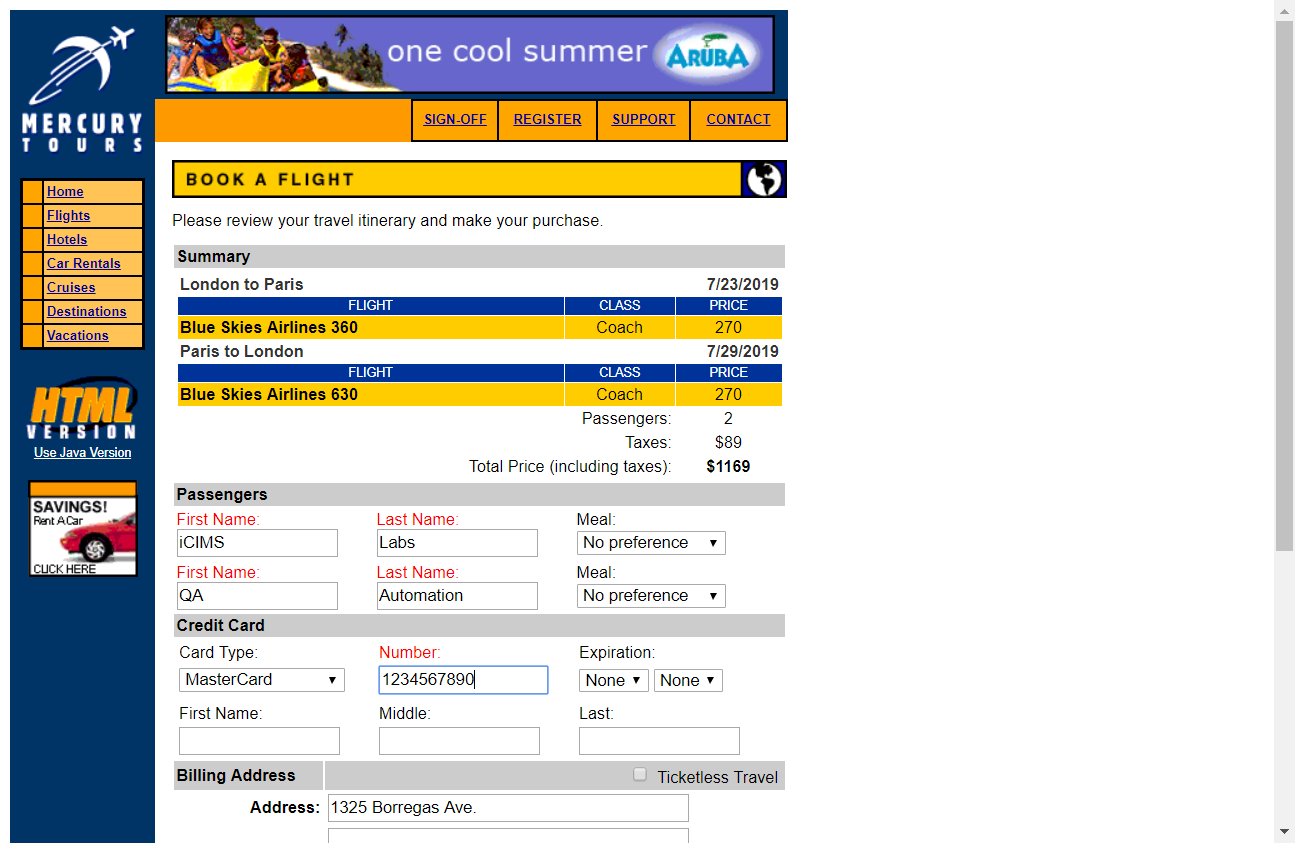 one cool summer ARUBA
MERCURY
TOURS
SIGN-OFF REGISTER SUPPORT CONTACT
Home
Flights
Hotels
Car Rentals
Cruises
Destinations
Vacations
HTML
VERSION
Use Java Version
SAVINGS!
Rent A Car
CLICK HERE
BOOK A FLIGHT
Please review your travel itinerary and make your purchase.
Summary
London to Paris 7/23/2019
FLIGHT CLASS PRICE
Blue Skies Airlines 360 Coach 270
Paris to London 7/29/2019
FLIGHT CLASS PRICE
Blue Skies Airlines 630 Coach 270
Passengers: 2
Taxes: $89
Total Price (including taxes): $1169
Passengers
First Name: Last Name: Meal:
iCIMS Labs No preference
First Name: Last Name: Meal:
QA Automation No preference
Credit Card
Card Type: Number: Expiration:
MasterCard 1234567890 None None
First Name: Middle: Last:
Billing Address Ticketless Travel
Address: 1325 Borregas Ave.